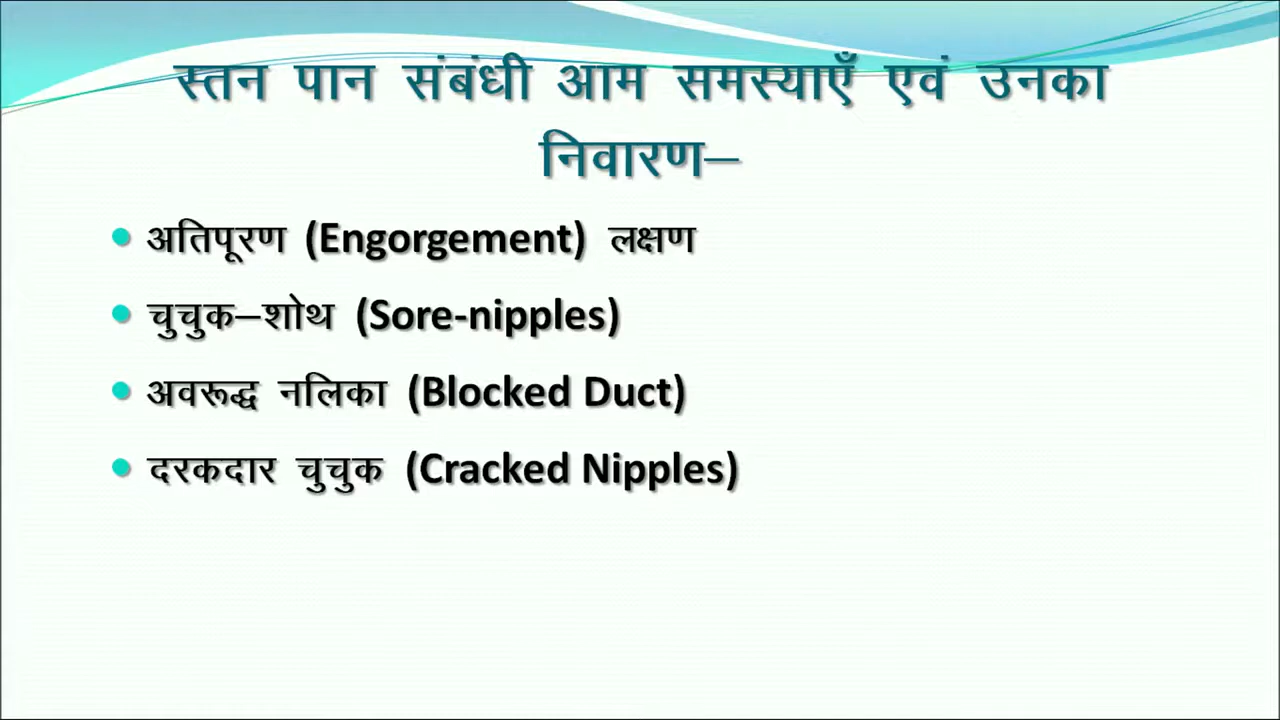 स्तन पान संबंधी आम समस्याएँ एवं उनका
निवारण–
• अतिपूरण (Engorgement) लक्षण
• चुचुक–शोथ (Sore-nipples)
• अवरूद्ध नलिका (Blocked Duct)
• दरकदार चुचुक (Cracked Nipples)